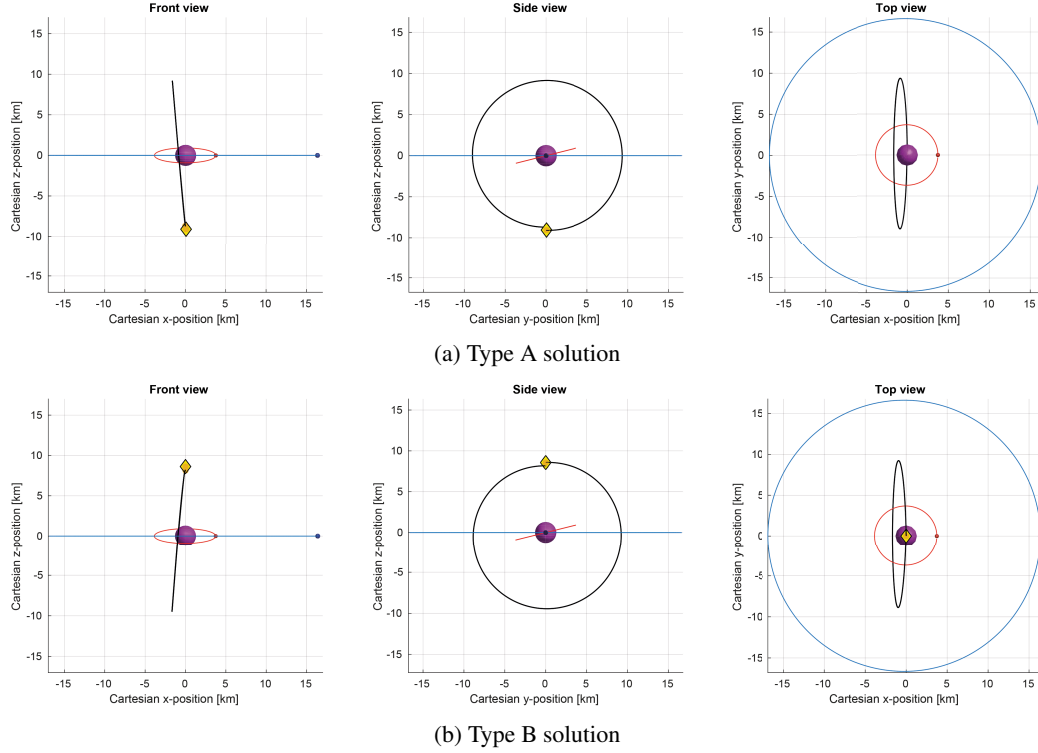 Front view
Side view
Top view
15
10
5
0
-5
-10
-15
Cartesian z-position [km]
-15 -10 -5 0 5 10 15
Cartesian x-position [km]
15
10
5
0
-5
-10
-15
Cartesian z-position [km]
-15 -10 -5 0 5 10 15
Cartesian y-position [km]
15
10
5
0
-5
-10
-15
Cartesian y-position [km]
-15 -10 -5 0 5 10 15
Cartesian x-position [km]
(a) Type A solution
Front view
Side view
Top view
15
10
5
0
-5
-10
-15
Cartesian z-position [km]
-15 -10 -5 0 5 10 15
Cartesian x-position [km]
15
10
5
0
-5
-10
-15
Cartesian z-position [km]
-15 -10 -5 0 5 10 15
Cartesian y-position [km]
15
10
5
0
-5
-10
-15
Cartesian y-position [km]
-15 -10 -5 0 5 10 15
Cartesian x-position [km]
(b) Type B solution